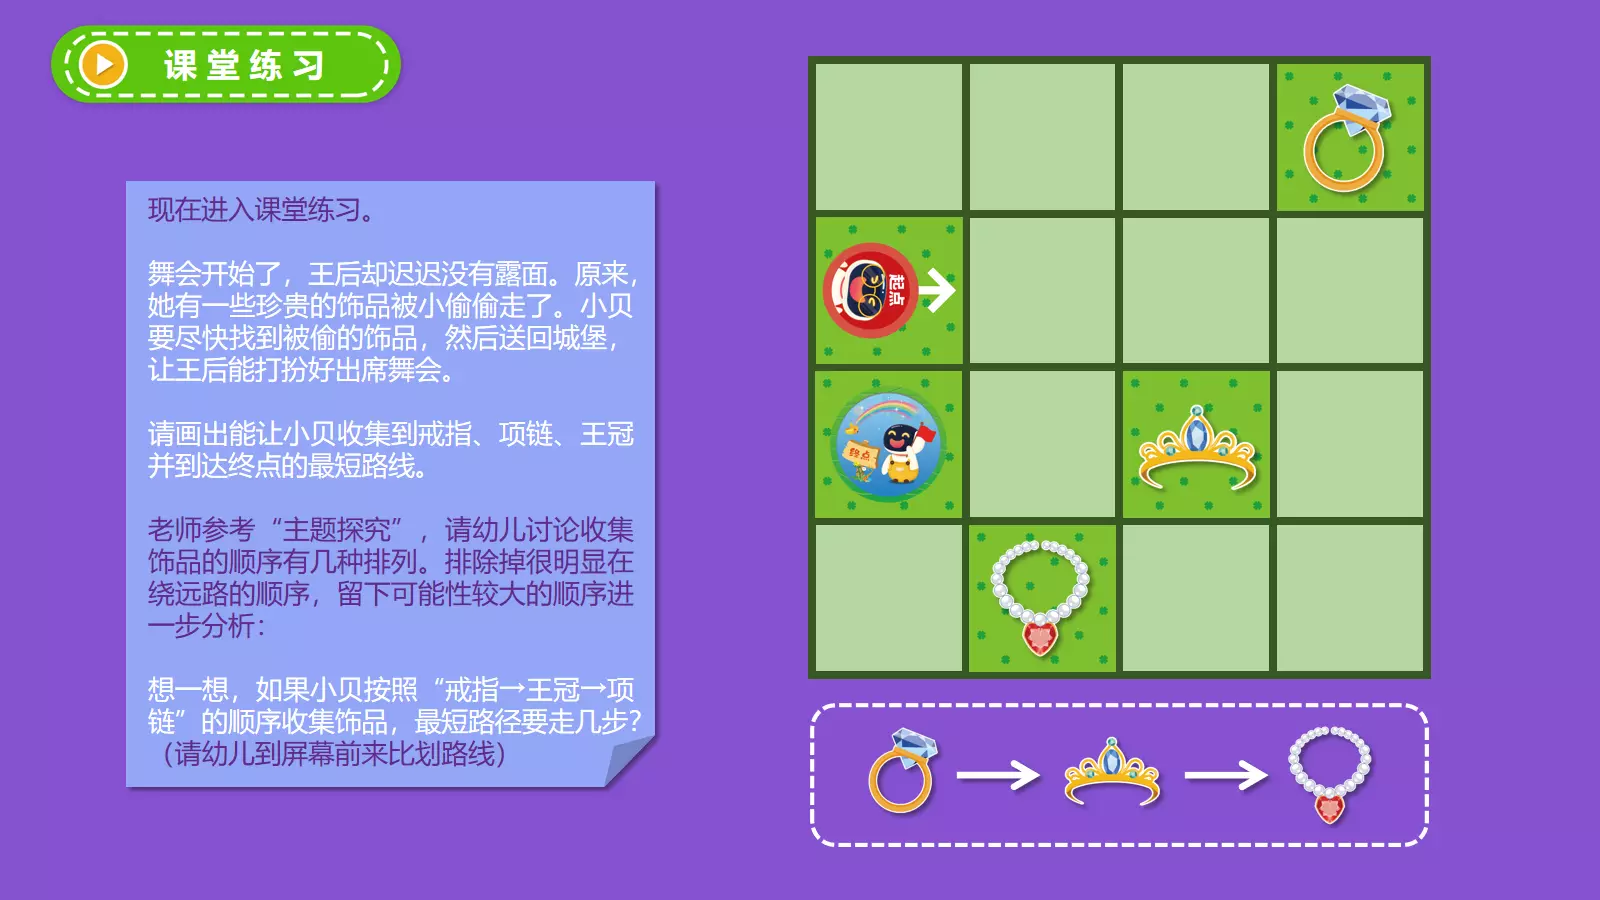 课堂练习
现在进入课堂练习。
舞会开始了，王后却迟迟没有露面。原来，
她有一些珍贵的饰品被小偷偷走了。小贝
要尽快找到被偷的饰品，然后送回城堡，
让王后能打扮好出席舞会。
请画出能让小贝收集到戒指、项链、王冠
并到达终点的最短路线。
老师参考“主题探究”，请幼儿讨论收集
饰品的顺序有几种排列。排除掉很明显在
绕远路的顺序，留下可能性较大的顺序进
一步分析：
想一想，如果小贝按照“戒指→王冠→项
链”的顺序收集饰品，最短路径要走几步？
（请幼儿到屏幕前来比划路线）
起点
终点